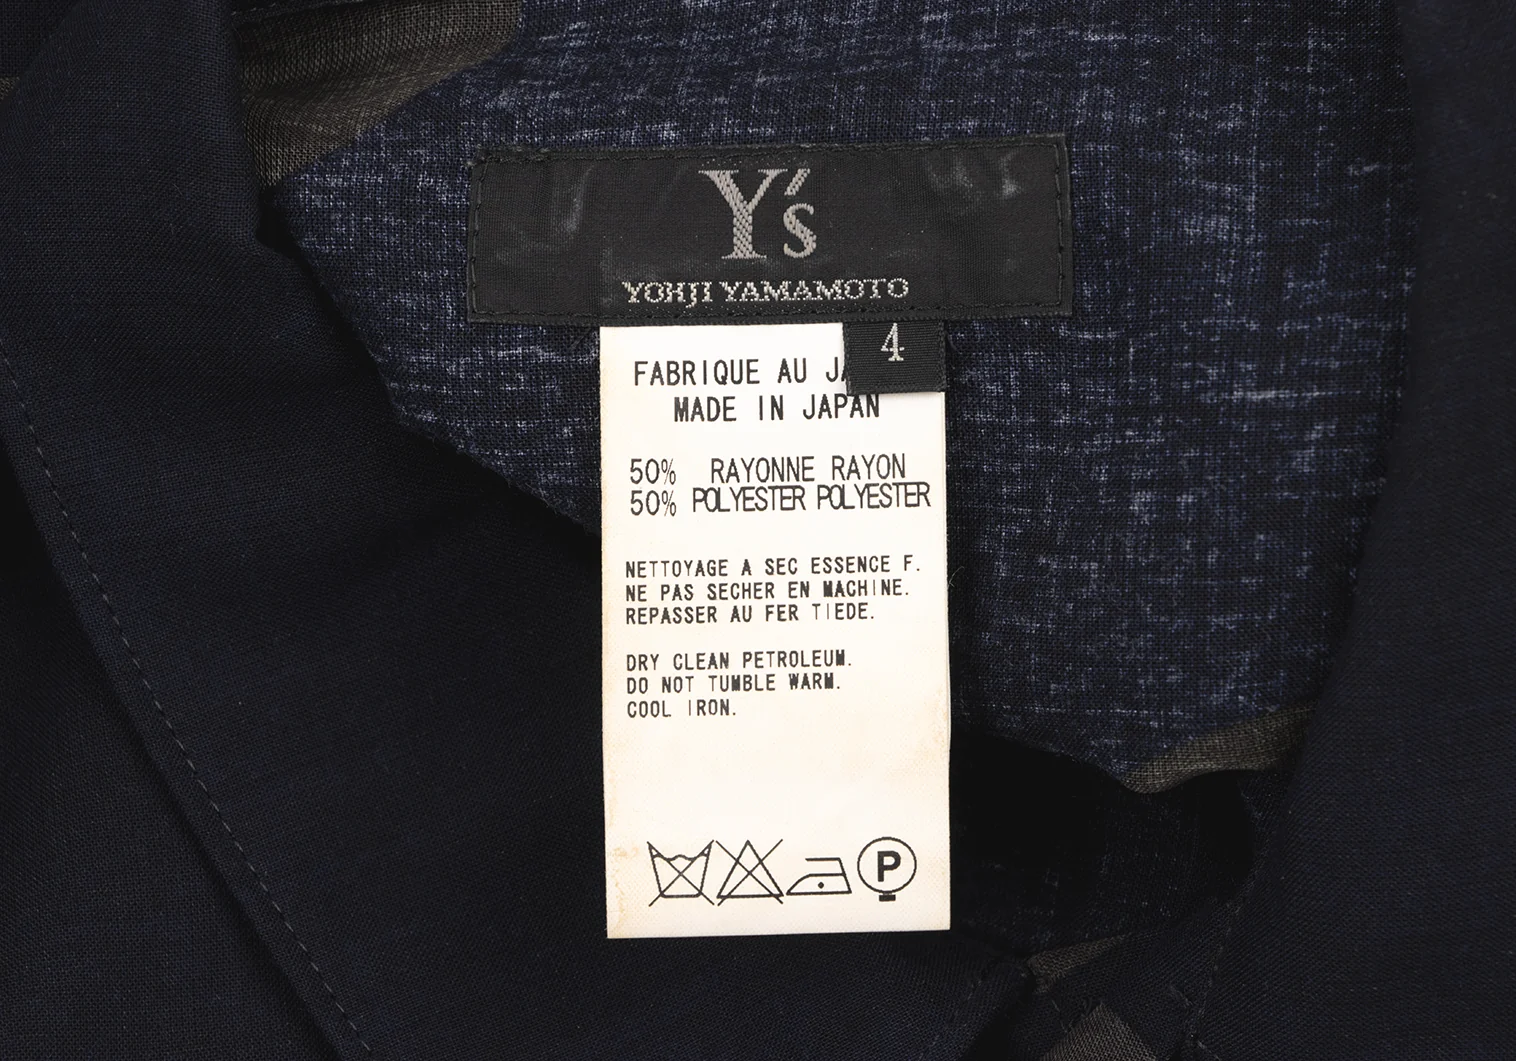 Y's
YOHJI YAMAMOTO
4
FABRIQUE AU
MADE IN JAPAN
50% RAYONNE RAYON
50% POLYESTER POLYESTER
NETTOYAGE A SEC ESSENCE F.
NE PAS SECHER EN MACHINE.
REPASSER AU FER TIEDE.
DRY CLEAN PETROLEUM.
DO NOT TUMBLE WARM.
COOL IRON.
P